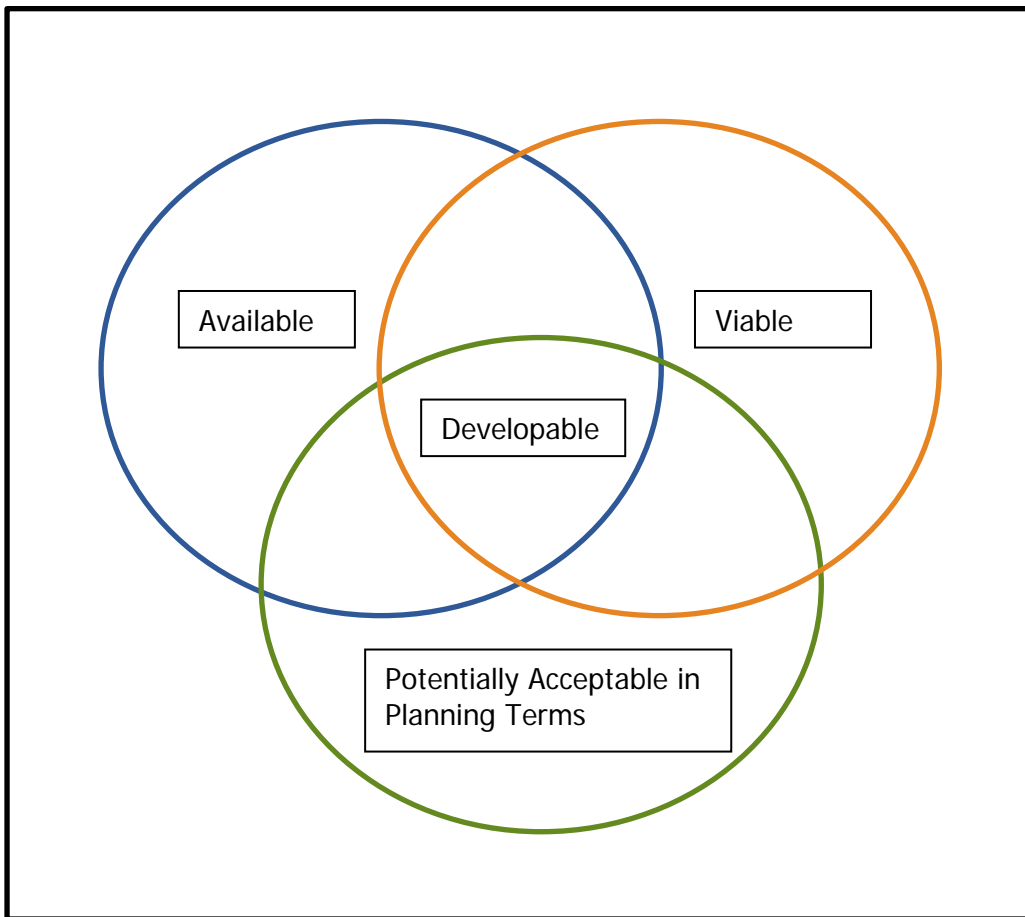 Available
Viable
Developable
Potentially Acceptable in
Planning Terms